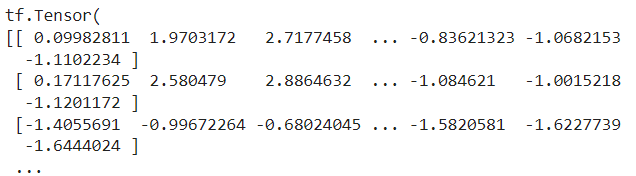 tf.Tensor(
[[ 0.09982811  1.9703172   2.7177458  ... -0.83621323 -1.0682153
  -1.1102234 ]
 [ 0.17117625  2.580479    2.8864632  ... -1.084621   -1.0015218
  -1.1201172 ]
 [-1.4055691  -0.99672264 -0.68024045 ... -1.5820581  -1.6227739
  -1.6444024 ]
 ...